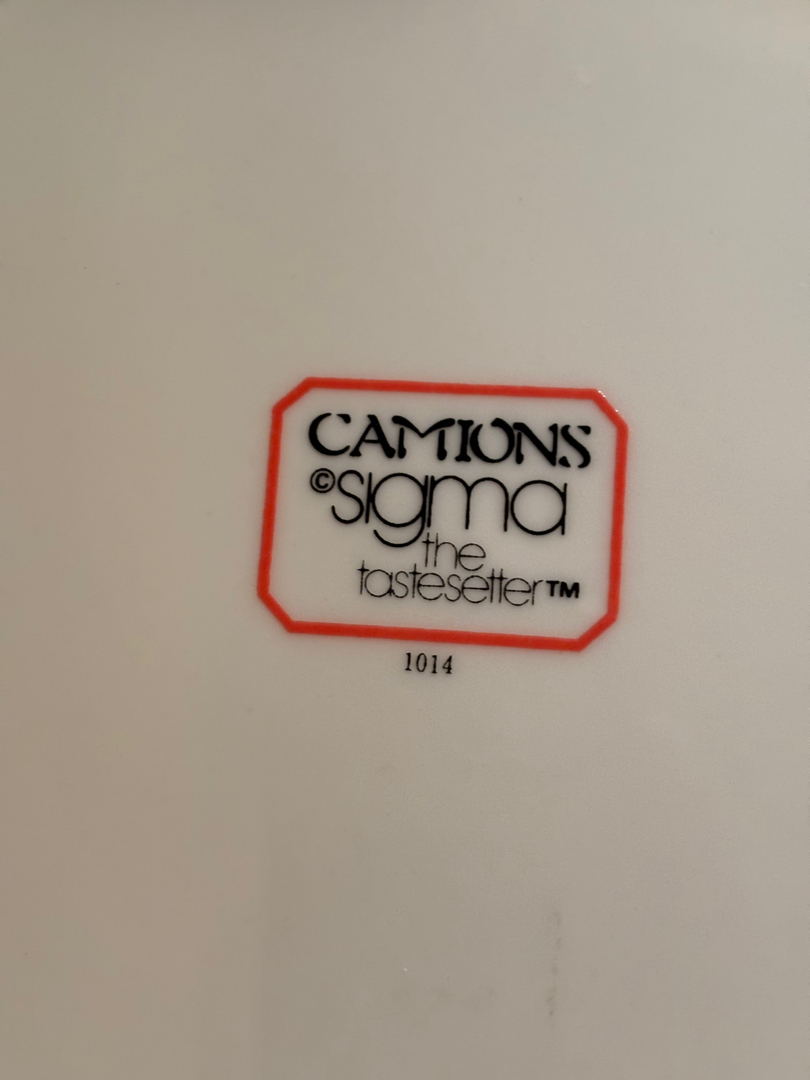 CAMIONS
©sigma
the
tastesetter™
1014